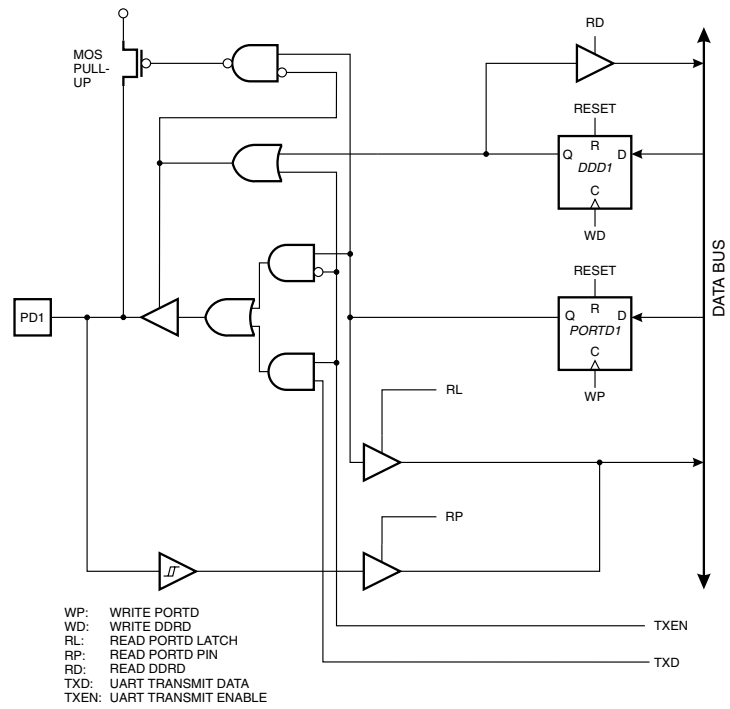 RD
MOS
PULL-
UP
RESET
R
Q
D
DDD1
C
WD
DATA BUS
RESET
R
Q
D
PD1
PORTD1
C
WP
RL
RP
WP: WRITE PORTD
WD: WRITE DDRD
RL: READ PORTD LATCH
RP: READ PORTD PIN
RD: READ DDRD
TXD: UART TRANSMIT DATA
TXEN: UART TRANSMIT ENABLE
TXEN
TXD